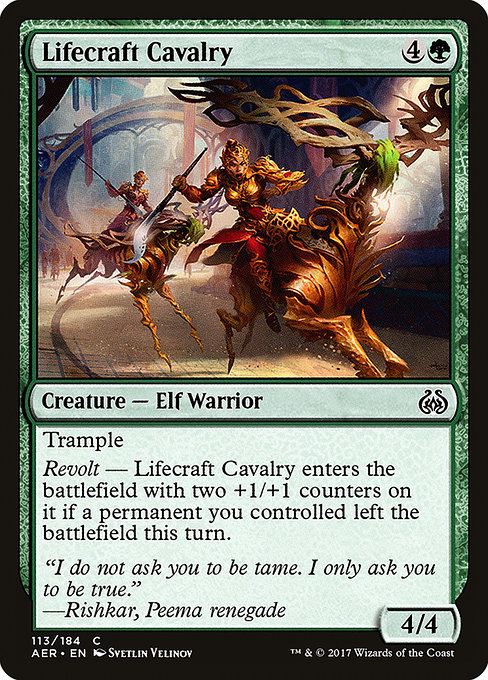 Lifecraft Cavalry 4
Creature — Elf Warrior
Trample
Revolt — Lifecraft Cavalry enters the
battlefield with two +1/+1 counters on
it if a permanent you controlled left the
battlefield this turn.
“I do not ask you to be tame. I only ask you
to be true.”
—Rishkar, Peema renegade
4/4
113/184 C
AER • EN Svetlin Velinov
™ & © 2017 Wizards of the Coast